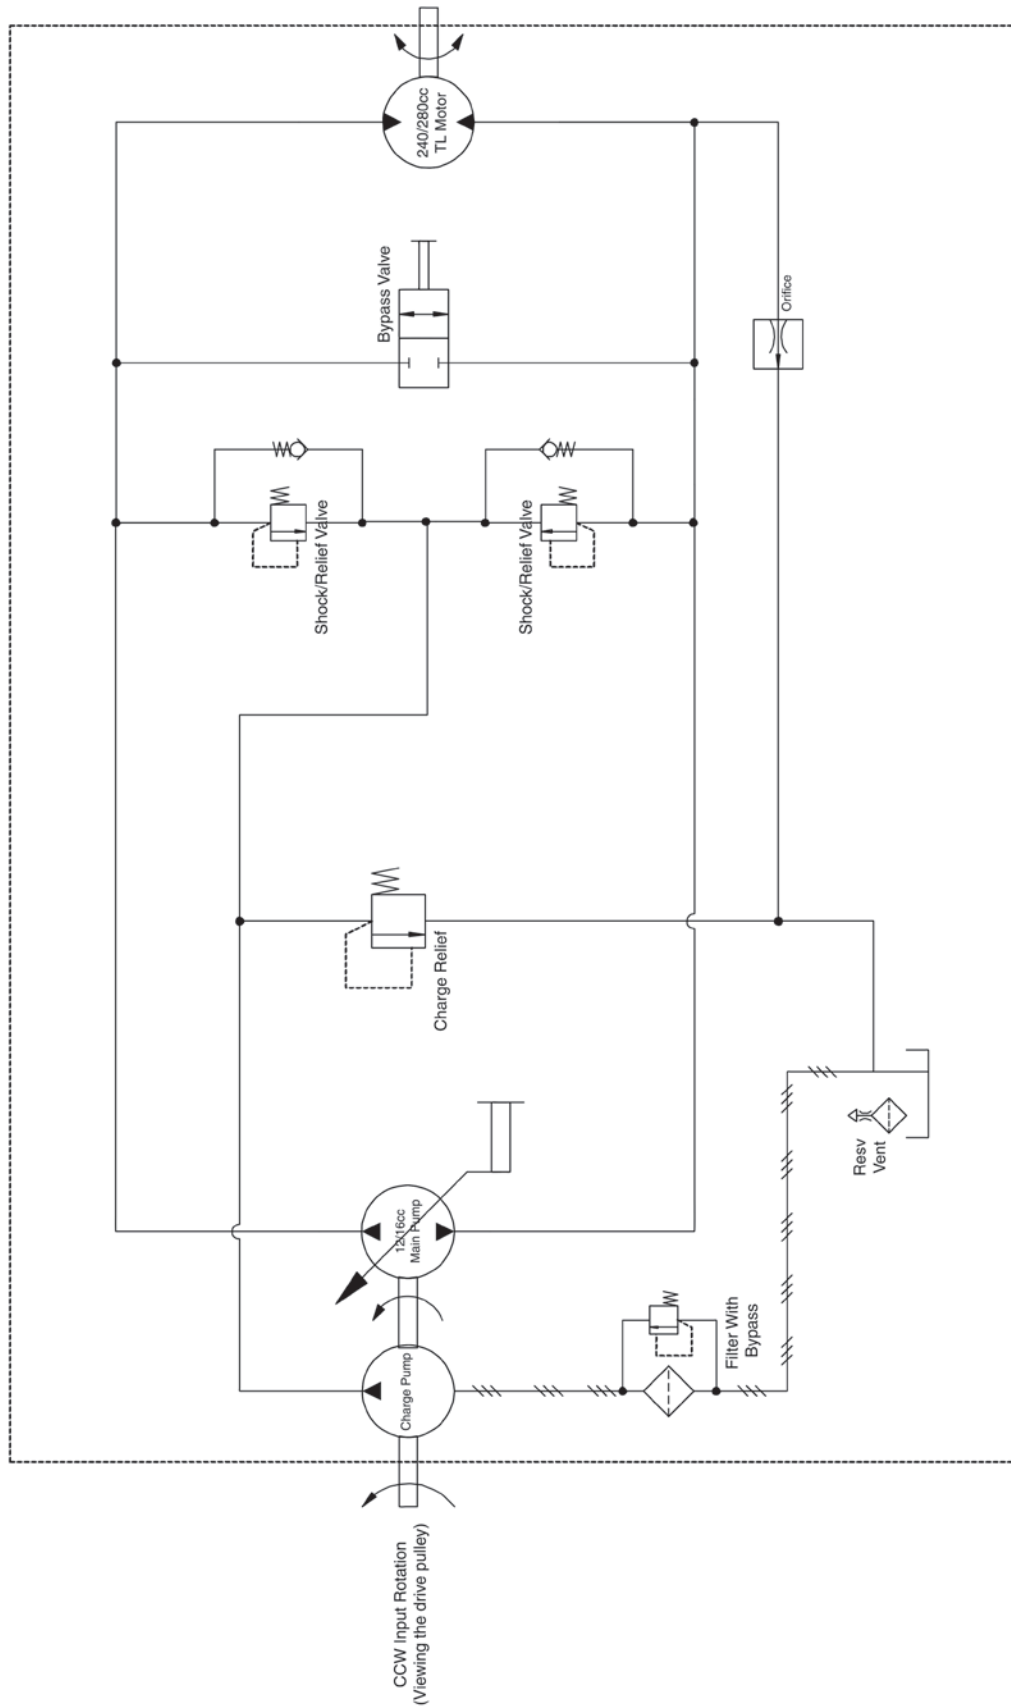 240/280cc
TL Motor
Bypass Valve
Orifice
Shock/Relief Valve
Shock/Relief Valve
Charge Relief
Resv
Vent
12/16cc
Main Pump
Filter With
Bypass
Charge Pump
CCW Input Rotation
(Viewing the drive pulley)